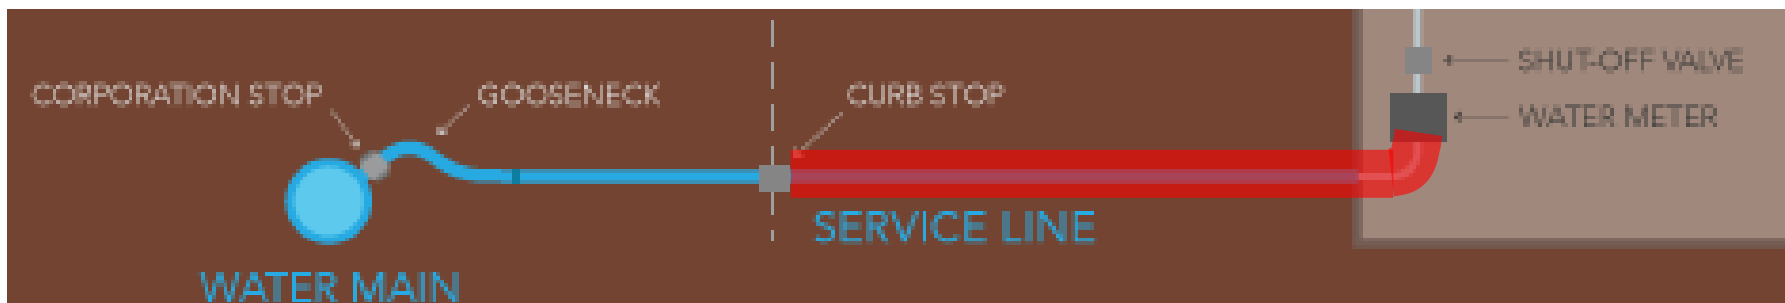 SHUT-OFF VALVE
CORPORATION STOP
GOOSENECK
CURB STOP
WATER METER
SERVICE LINE
WATER MAIN